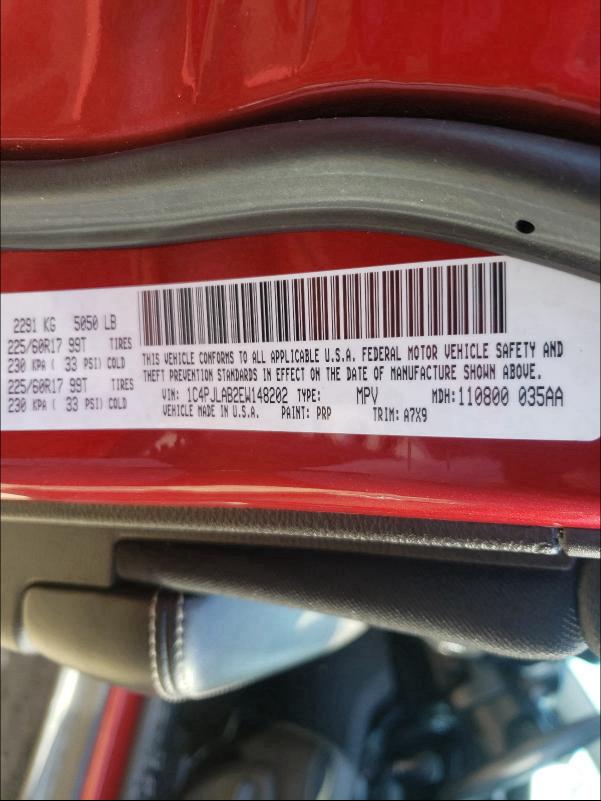 2291 KG 5050 LB
225/60R17 99T TIRES
230 KPA ( 33 PSI) COLD
225/60R17 99T TIRES
230 KPA ( 33 PSI) COLD
THIS VEHICLE CONFORMS TO ALL APPLICABLE U.S.A. FEDERAL MOTOR VEHICLE SAFETY AND
THEFT PREVENTION STANDARDS IN EFFECT ON THE DATE OF MANUFACTURE SHOWN ABOVE.
VIN: 1C4PJLAB2EW148202 TYPE: MPV MDH: 110800 035AA
VEHICLE MADE IN U.S.A. PAINT: PRP TRIM: A7X9